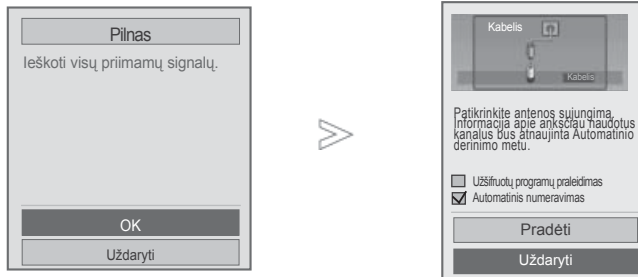 Pilnas
Ieškoti visų priimamų signalų.
OK
Uždaryti
Kabelis
Kabelis
Patikrinkite antenos sujungimą.
Informacija apie anksčiau naudotus
kanalus bus atnaujinta Automatinio
derinimo metu.
Užšifruotų programų praleidimas
Automatinis numeravimas
Pradėti
Uždaryti